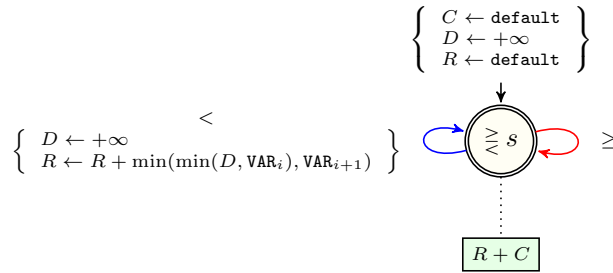 C ← default
D ← +∞
R ← default
<
D ← +∞
R ← R + min(min(D, VAR_i), VAR_{i+1})
≥
< s
≥
R + C